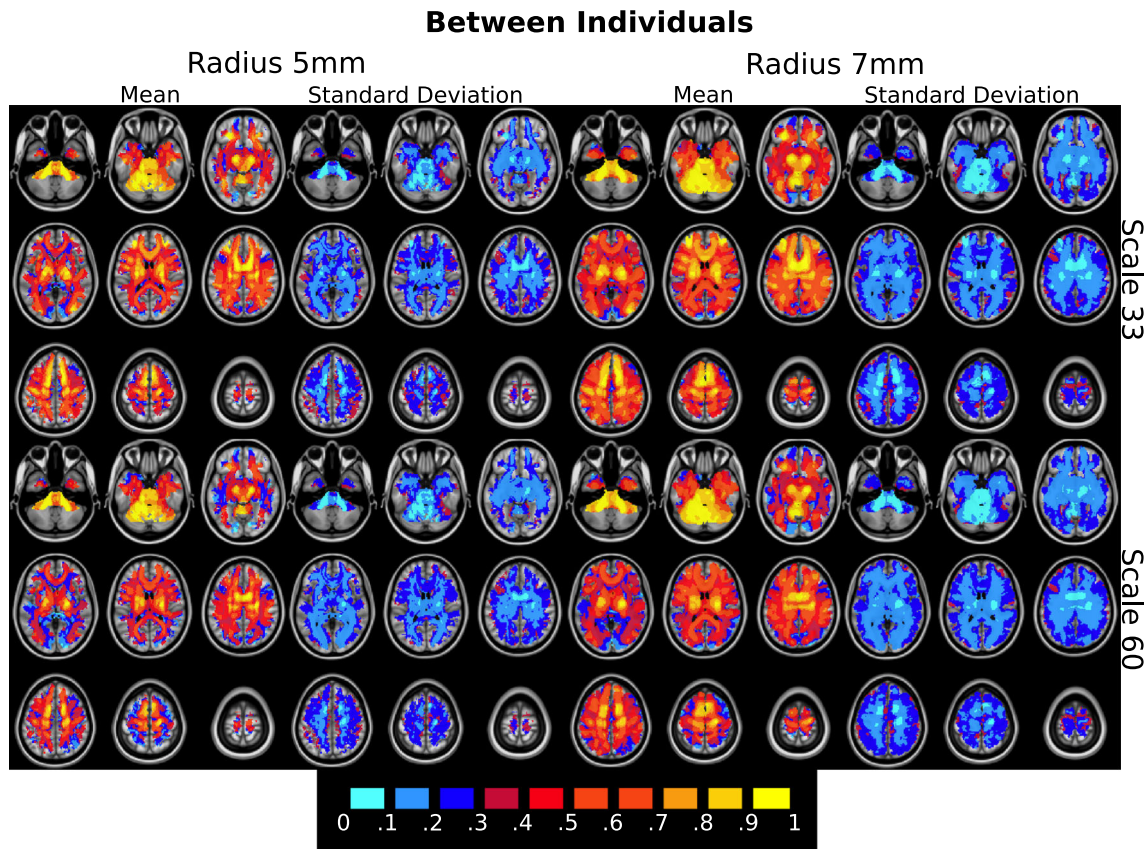 Between Individuals
Radius 5mm
Radius 7mm
Mean
Standard Deviation
Mean
Standard Deviation
Scale 33
Scale 60
0 .1 .2 .3 .4 .5 .6 .7 .8 .9 1